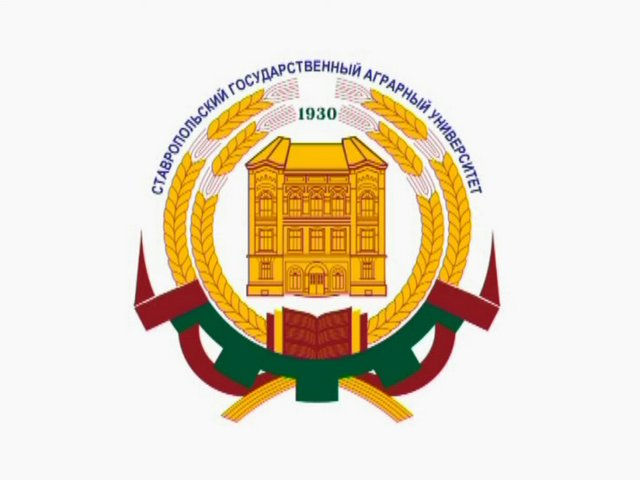 СТАВРОПОЛЬСКИЙ ГОСУДАРСТВЕННЫЙ АГРАРНЫЙ УНИВЕРСИТЕТ
1930